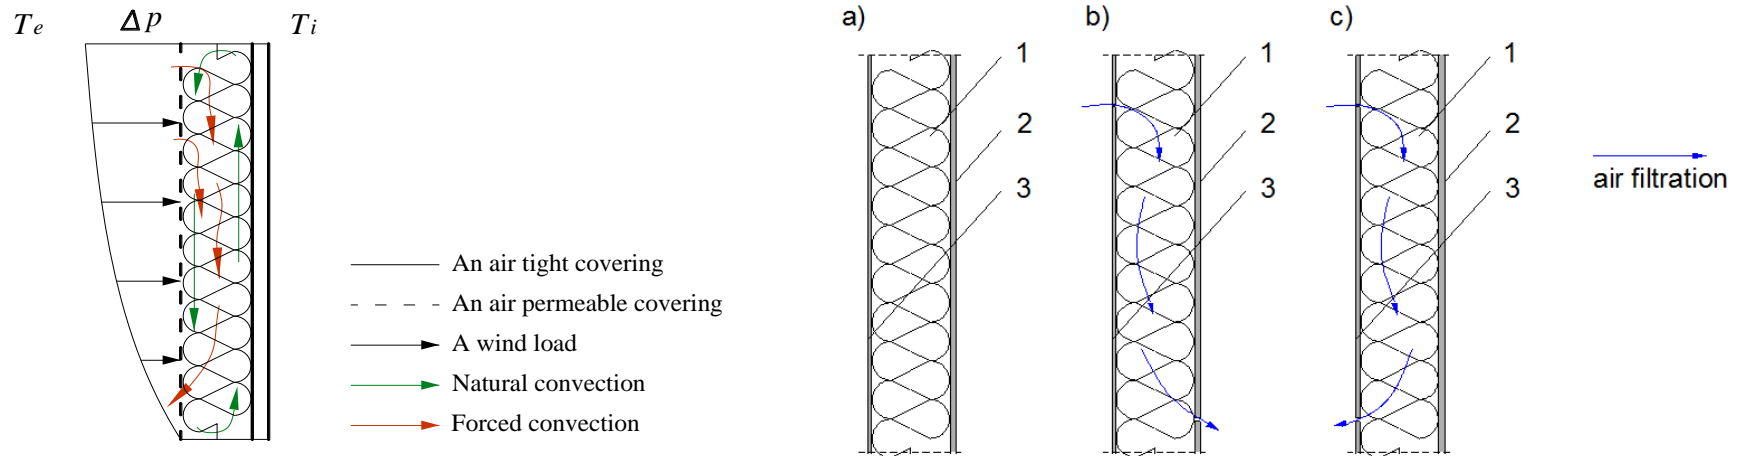 Te Δp Ti
An air tight covering
An air permeable covering
A wind load
Natural convection
Forced convection
a) b) c)
1 1 1
2 2 2
3 3 3
air filtration